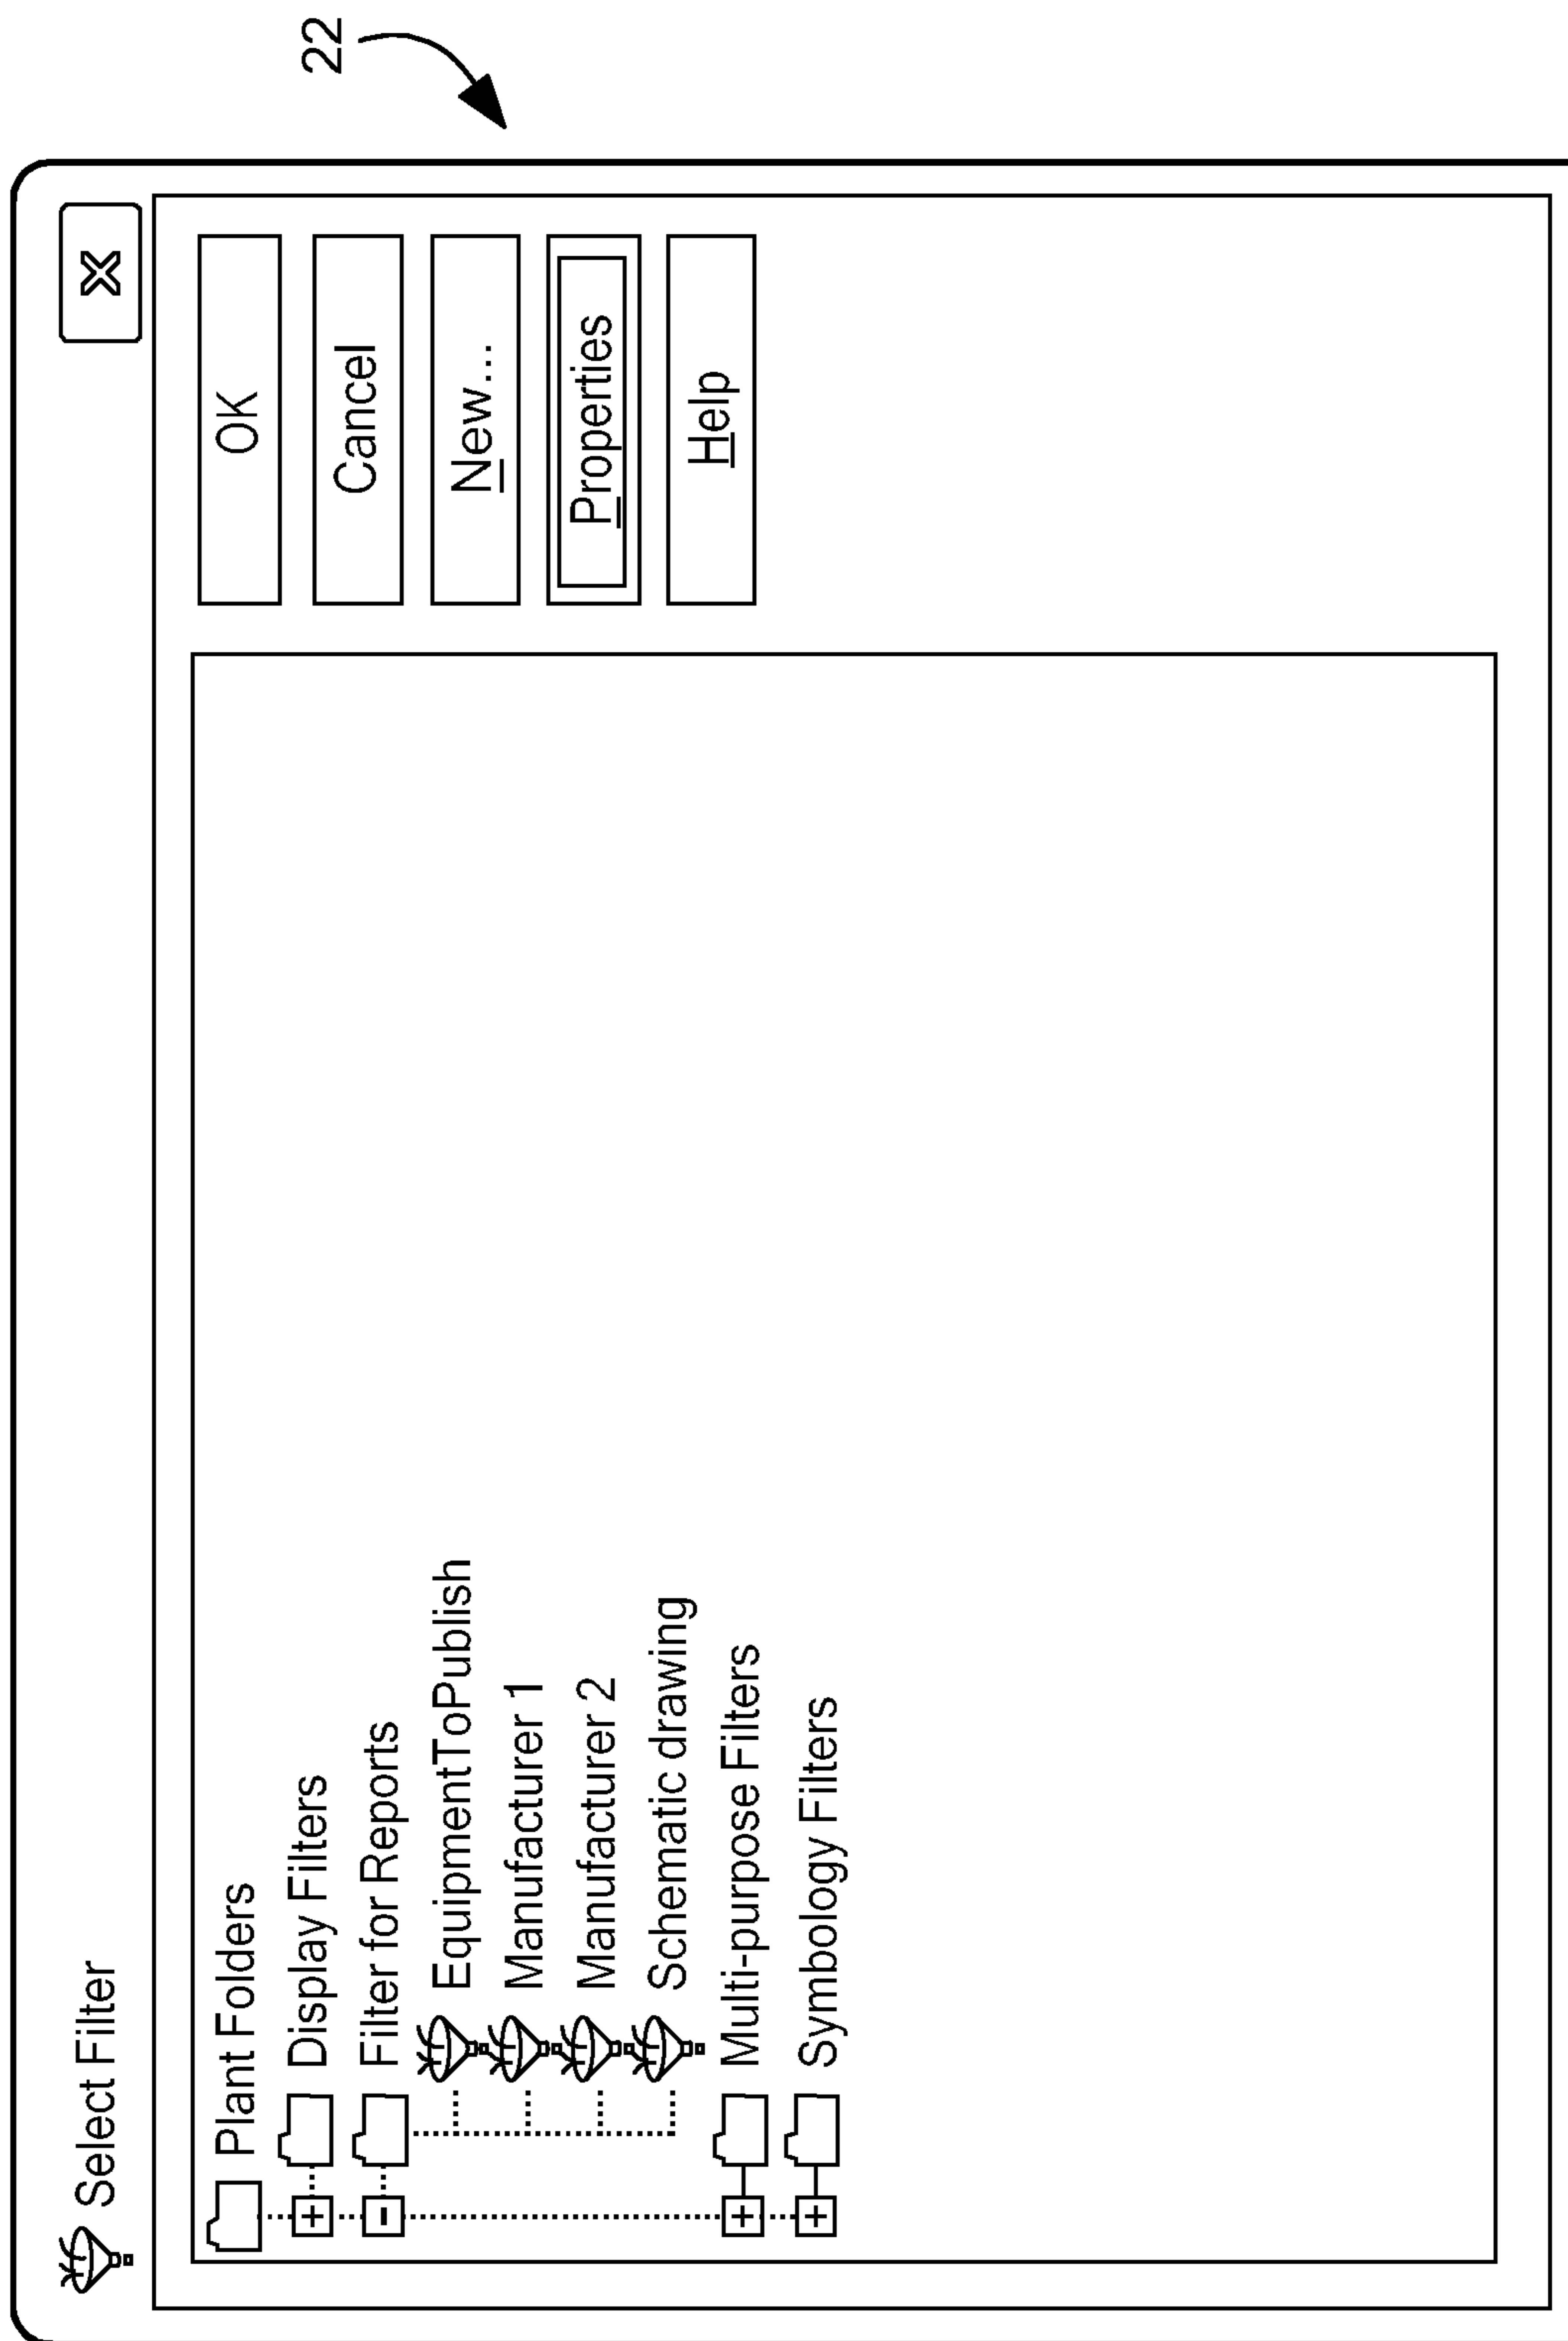 22
Select Filter
X
Plant Folders
Display Filters
Filter for Reports
EquipmentToPublish
Manufacturer 1
Manufacturer 2
Schematic drawing
Multi-purpose Filters
Symbology Filters
OK
Cancel
New...
Properties
Help